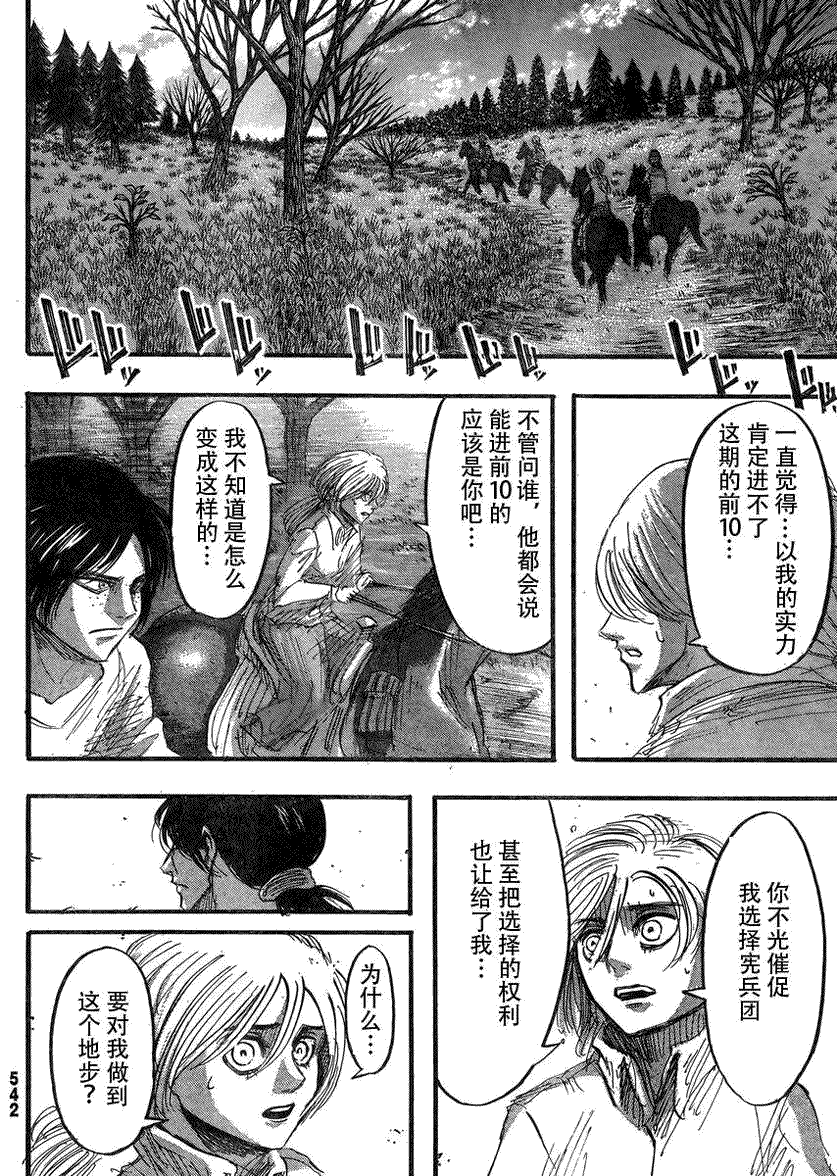 ドドッ
ドドッ
ドドッ
ドドッ
ドドッ
ドドッ
ドドッ
一直觉得…以我的实力
肯定进不了
这期的前10…
不管问谁，他都会说
能进前10的
应该是你吧…
我不知道是怎么
变成这样的…
你不光催促
我选择宪兵团
甚至把选择的权利
也让给了我…
为什么…
要对我做到
这个地步？
542